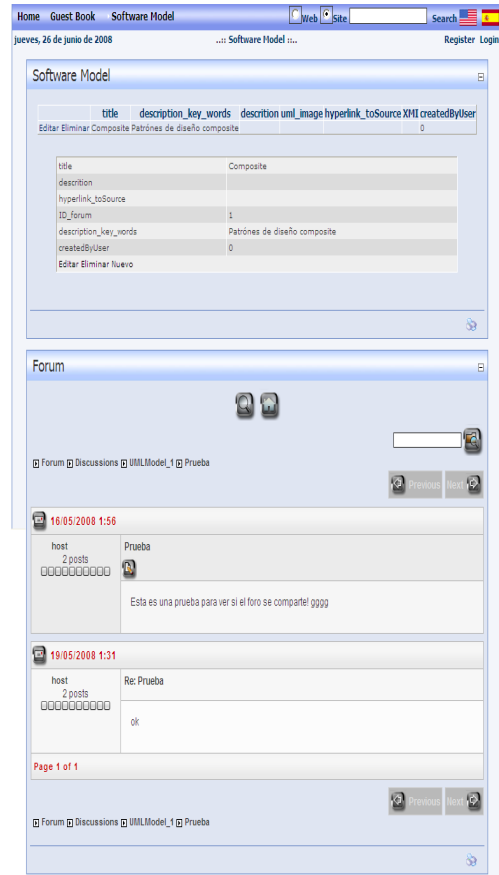 Home Guest Book Software Model Web Site Search
jueves, 26 de junio de 2008 ..:: Software Model ::.. Register Login
Software Model
title description_key_words descrition uml_image hyperlink_toSource XMI createdByUser
Editar Eliminar Composite Patrónes de diseño composite 0
title Composite
descrition
hyperlink_toSource
ID_forum 1
description_key_words Patrónes de diseño composite
createdByUser 0
Editar Eliminar Nuevo
Forum
Forum Discussions UMLModel_1 Prueba
Previous Next
16/05/2008 1:56
host Prueba
2 posts
Esta es una prueba para ver si el foro se comparte! gggg
19/05/2008 1:31
host Re: Prueba
2 posts
ok
Page 1 of 1
Previous Next
Forum Discussions UMLModel_1 Prueba